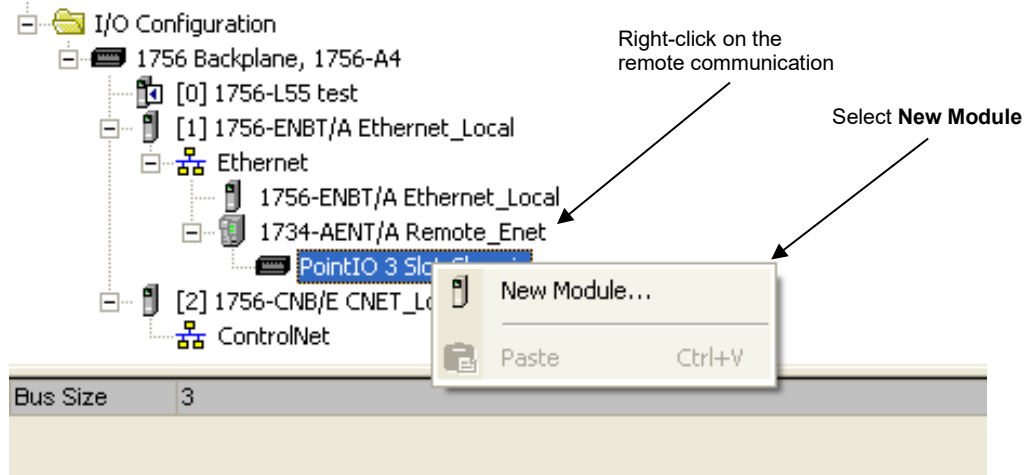 I/O Configuration
1756 Backplane, 1756-A4
[0] 1756-L55 test
[1] 1756-ENBT/A Ethernet_Local
Ethernet
1756-ENBT/A Ethernet_Local
1734-AENT/A Remote_Enet
PointIO 3 Slot
[2] 1756-CNB/E
ControlNet
Right-click on the
remote communication
Select New Module
New Module...
Paste Ctrl+V
Bus Size 3